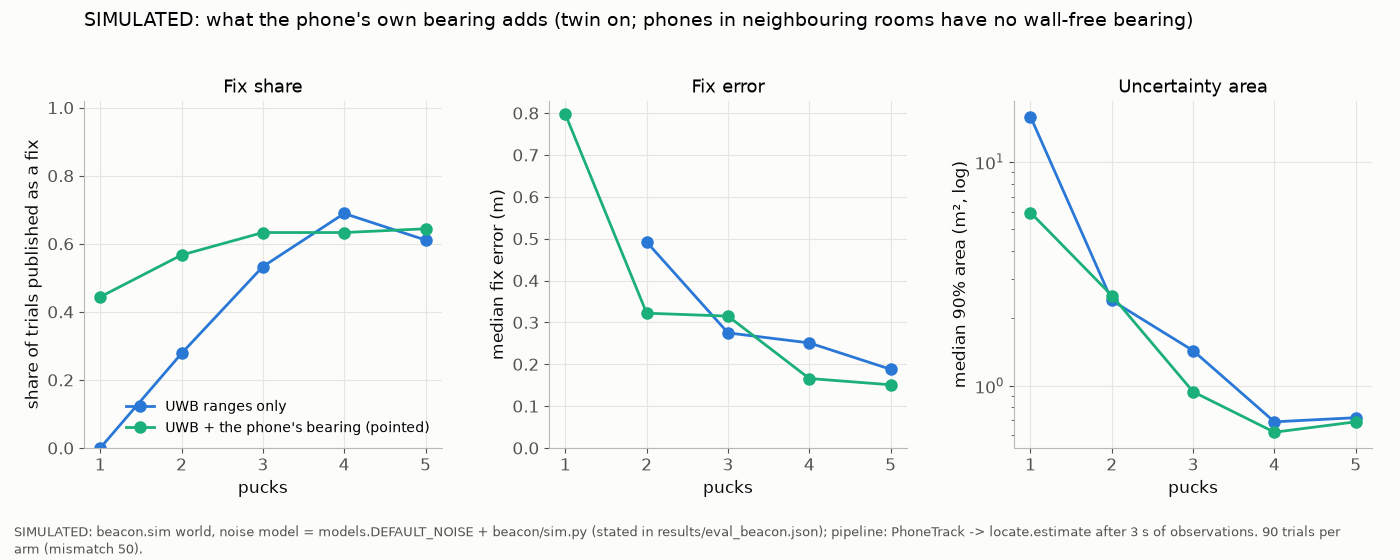 SIMULATED: what the phone's own bearing adds (twin on; phones in neighbouring rooms have no wall-free bearing)
Fix share
share of trials published as a fix
1.0
0.8
0.6
0.4
0.2
0.0
UWB ranges only
UWB + the phone's bearing (pointed)
1 2 3 4 5
pucks
Fix error
median fix error (m)
0.8
0.7
0.6
0.5
0.4
0.3
0.2
0.1
0.0
1 2 3 4 5
pucks
Uncertainty area
median 90% area (m², log)
10¹
10⁰
1 2 3 4 5
pucks
SIMULATED: beacon.sim world, noise model = models.DEFAULT_NOISE + beacon/sim.py (stated in results/eval_beacon.json); pipeline: PhoneTrack -> locate.estimate after 3 s of observations. 90 trials per
arm (mismatch 50).